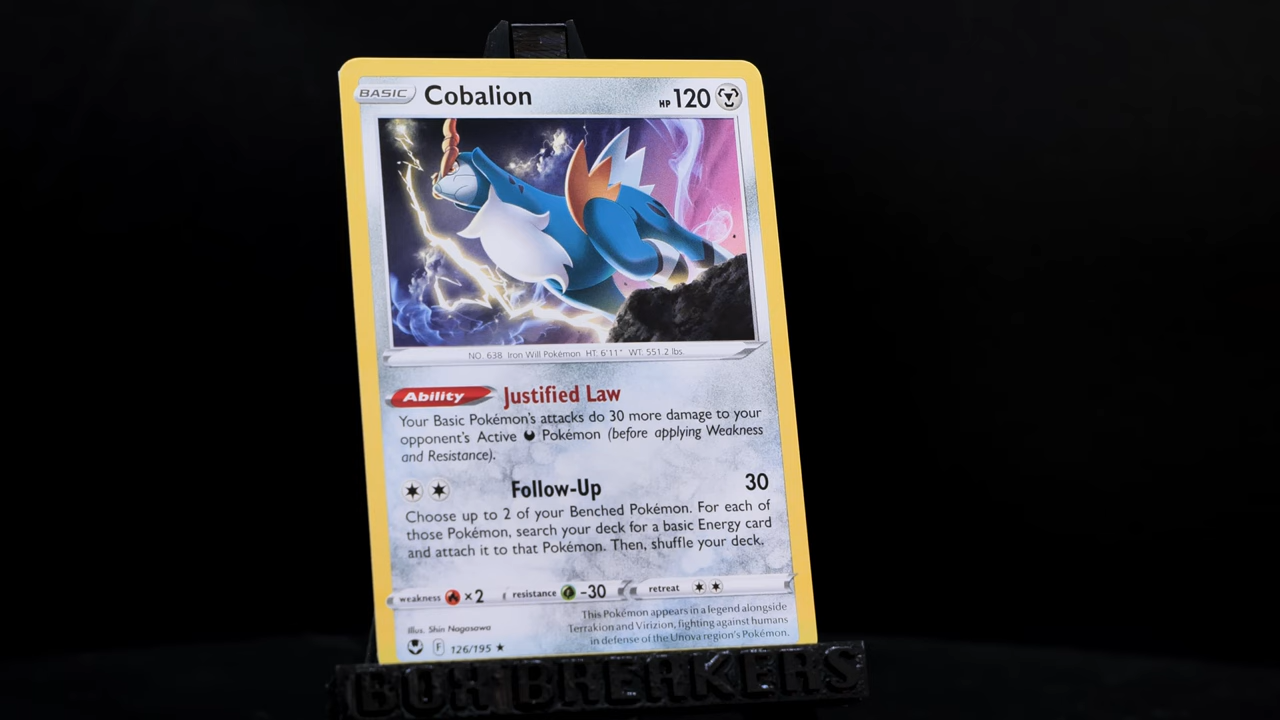 BASIC Cobalion HP 120
NO. 638 Iron Will Pokémon HT. 6'11" WT. 551.2 lbs.
Ability Justified Law
Your Basic Pokémon's attacks do 30 more damage to your
opponent's Active Pokémon (before applying Weakness
and Resistance).
Follow-Up 30
Choose up to 2 of your Benched Pokémon. For each of
those Pokémon, search your deck for a basic Energy card
and attach it to that Pokémon. Then, shuffle your deck.
weakness ×2 resistance -30 retreat
This Pokémon appears in a legend alongside
Terrakion and Virizion, fighting against humans
in defense of the Unova region's Pokémon.
Illus. Shin Nagasawa
F 126/195 ★
BOX BREAKERS